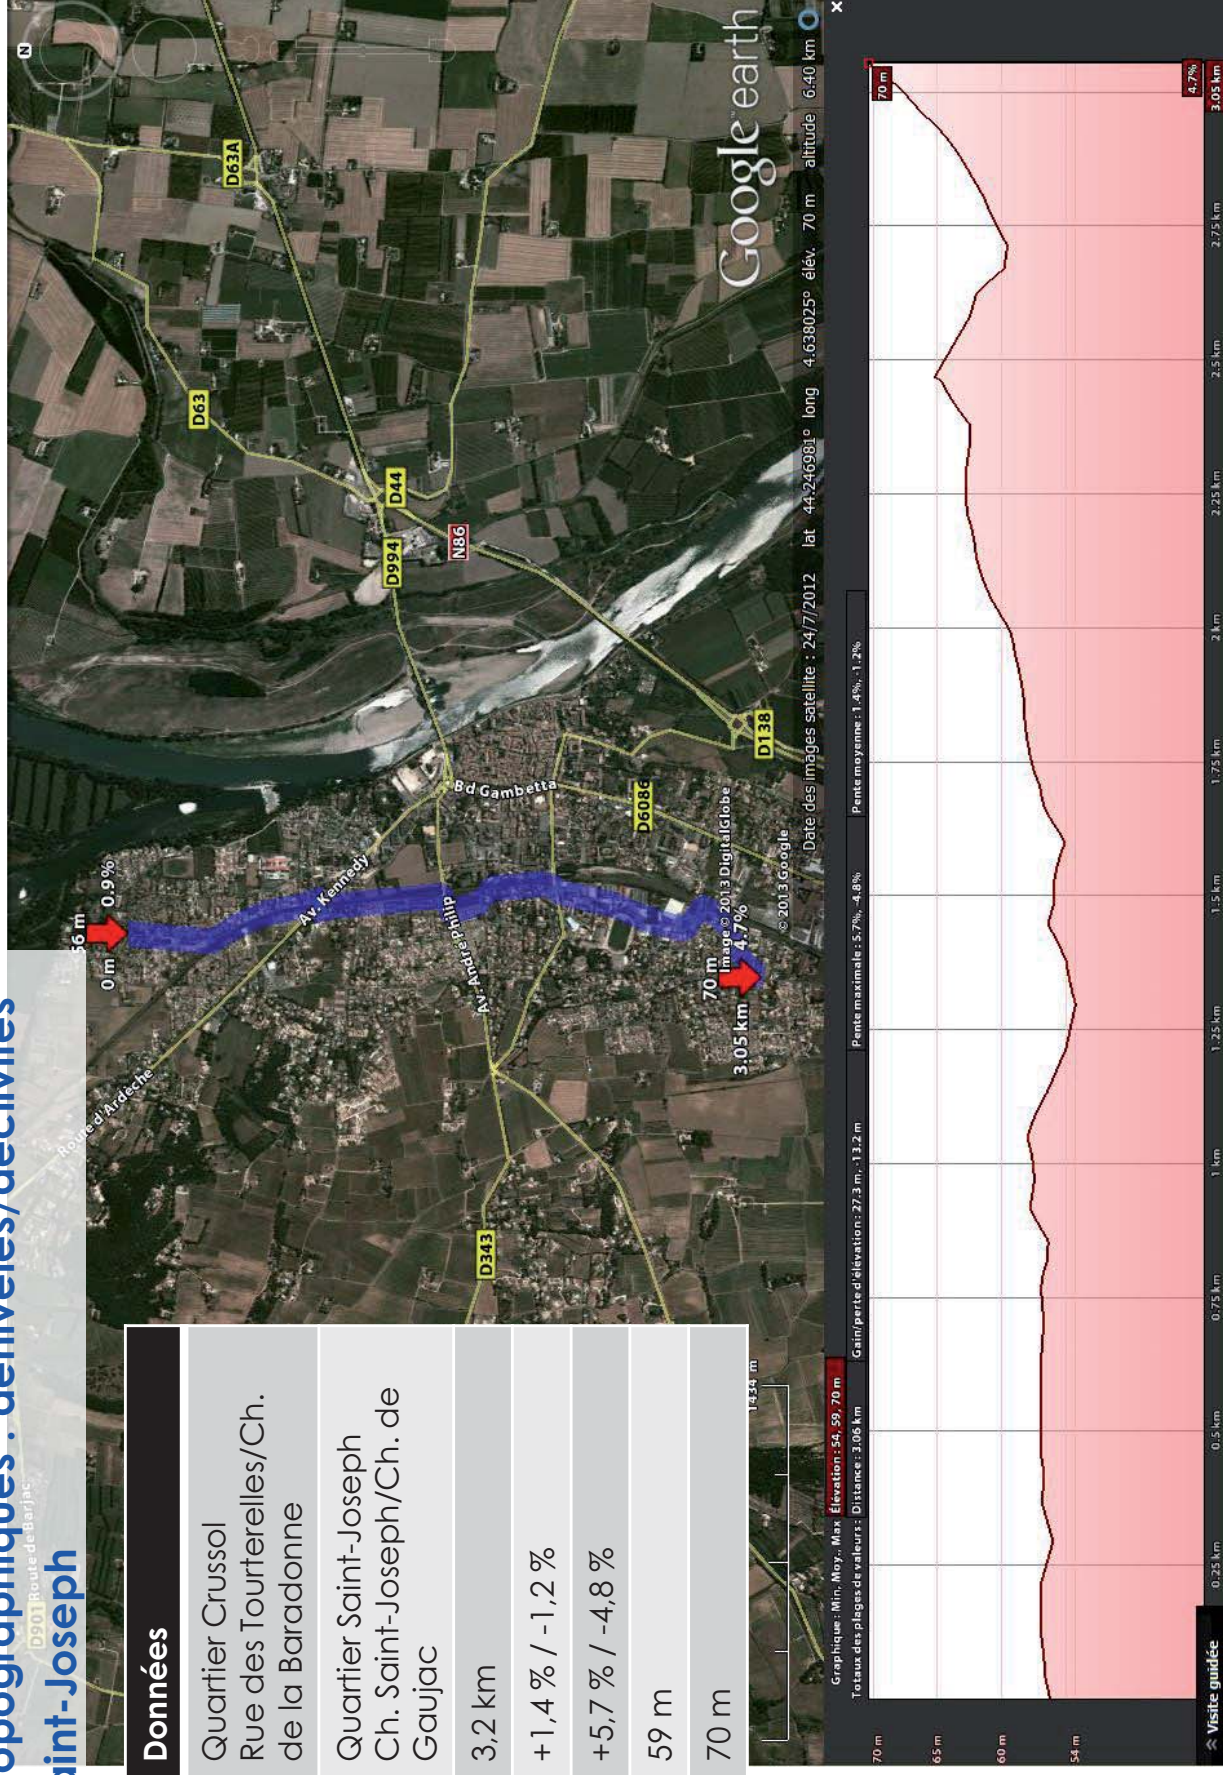 opographiques : dénivelés/déclivités
aint-Joseph
Données
Quartier Crussol
Rue des Tourterelles/Ch.
de la Baradonne
Quartier Saint-Joseph
Ch. Saint-Joseph/Ch. de
Gaujac
3,2 km
+1,4 % / -1,2 %
+5,7 % / -4,8 %
59 m
70 m
D901
Route de Barjac
Route d'Ardèche
56 m
0 m
0.9%
Av. Kennedy
Av. André Philip
Bd Gambetta
D343
D994
D44
N86
D63
D63A
D6086
D138
N
70 m
3.05 km
4.7%
1434 m
Image © 2013 DigitalGlobe
© 2013 Google
Google earth
Date des images satellite : 24/7/2012 lat 44.246981° long 4.638025° élév. 70 m altitude 6.40 km
Graphique : Min, Moy., Max Élévation : 54, 59, 70 m
Totaux des plages de valeurs : Distance : 3.06 km Gain/perte d'élévation : 27.3 m, -13.2 m Pente maximale : 5.7%, -4.8% Pente moyenne : 1.4%, -1.2%
70 m
65 m
60 m
54 m
70 m
4.7%
0.25 km 0.5 km 0.75 km 1 km 1.25 km 1.5 km 1.75 km 2 km 2.25 km 2.5 km 2.75 km 3.05 km
Visite guidée